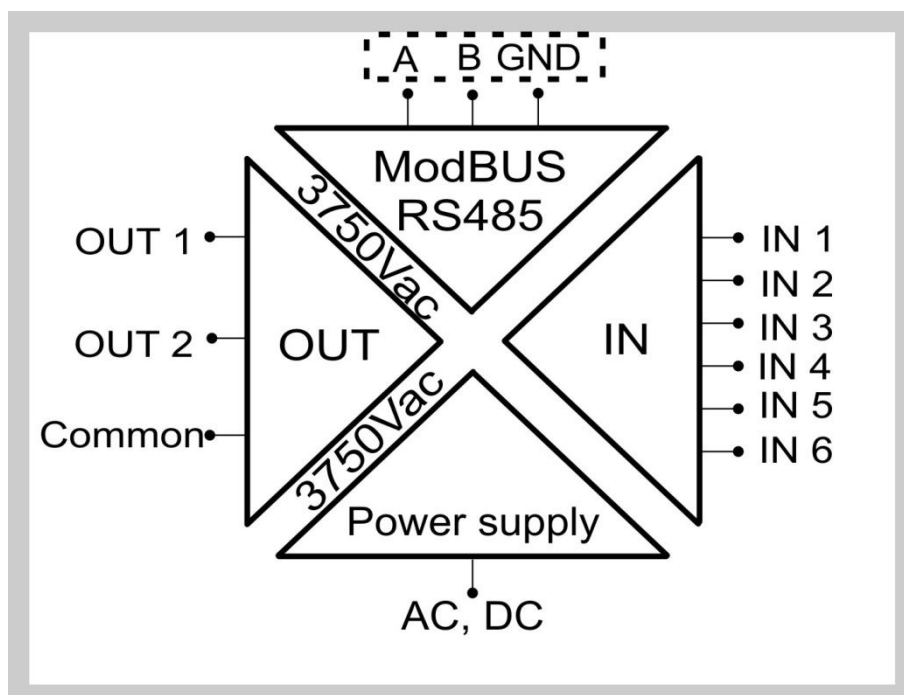 A B GND
ModBUS
RS485
3750Vac
OUT 1
OUT 2
Common
OUT
IN
IN 1
IN 2
IN 3
IN 4
IN 5
IN 6
3750Vac
Power supply
AC, DC